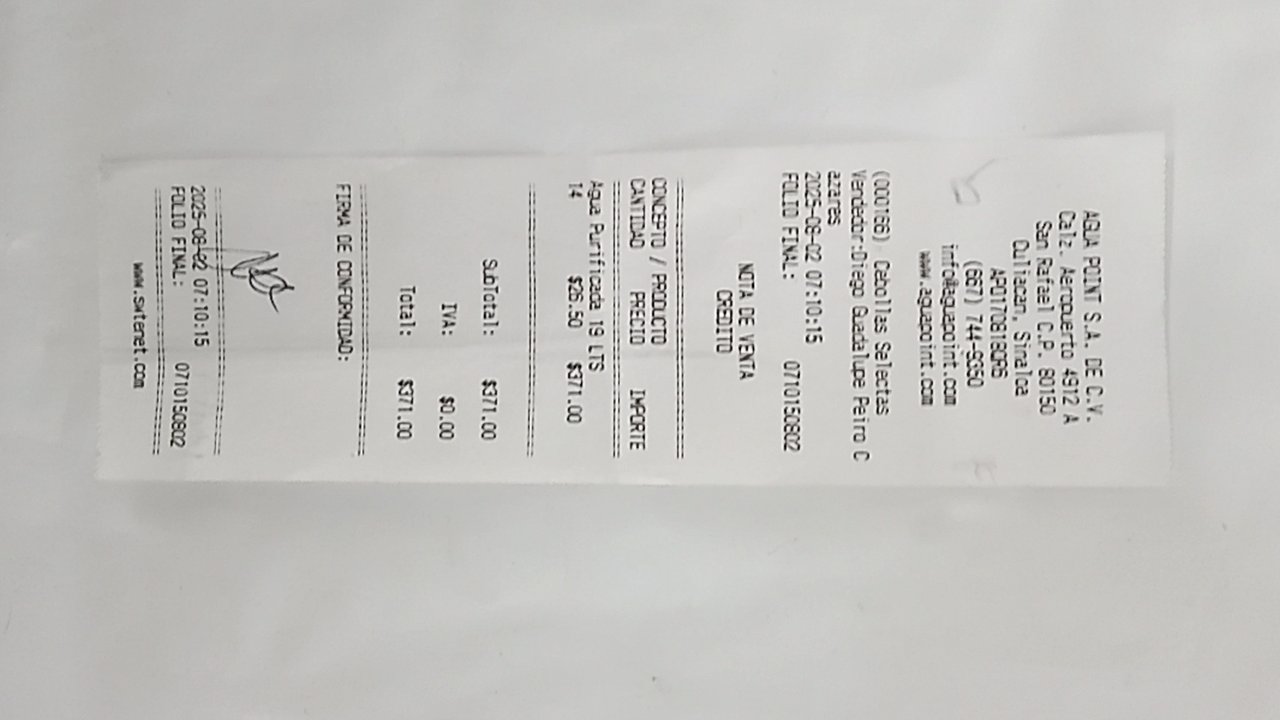 AGUA POINT S.A. DE C.V.
Calz. Aeropuerto 4912 A
San Rafael C.P. 80150
Culiacan, Sinaloa
APO170818QR6
(667) 744-9350
info@aguapoint.com
www.aguapoint.com
(000186) Cebollas Selectas
Vendedor:Diego Guadalupe Peiro C
azares
2025-08-02 07:10:15
FOLIO FINAL: 0710150802
NOTA DE VENTA
CREDITO
CONCEPTO / PRODUCTO
CANTIDAD PRECIO IMPORTE
Agua Purificada 19 LTS
14 $26.50 $371.00
SubTotal: $371.00
IVA: $0.00
Total: $371.00
FIRMA DE CONFORMIDAD:
2025-08-02 07:10:15
FOLIO FINAL: 0710150802
www.swtenet.com